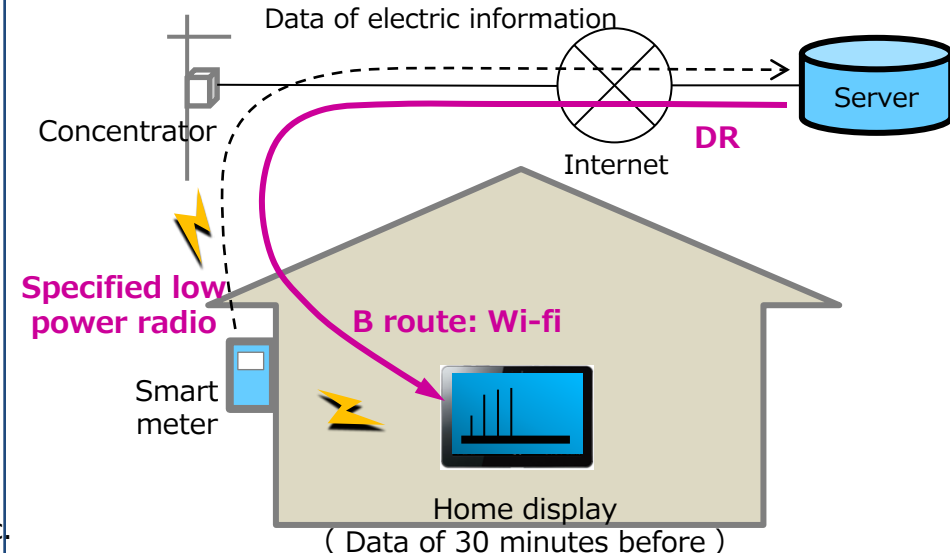 Data of electric information
Server
Concentrator
DR
Internet
Specified low
power radio
B route: Wi-fi
Smart
meter
Home display
( Data of 30 minutes before )